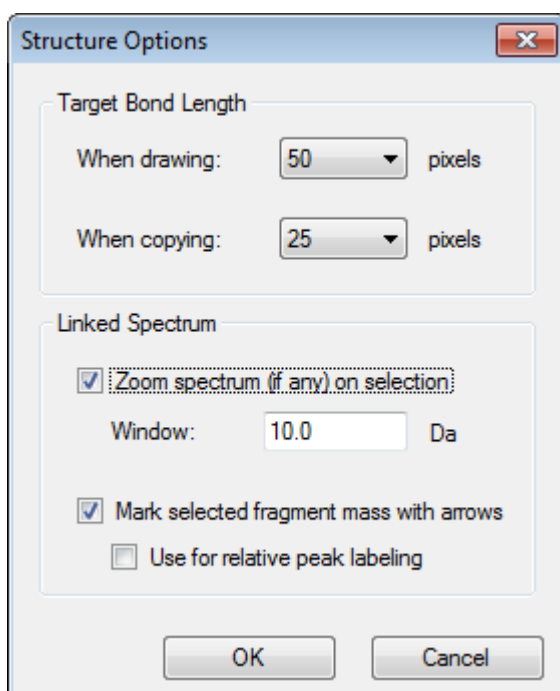 Structure Options
Target Bond Length
When drawing: 50 pixels
When copying: 25 pixels
Linked Spectrum
Zoom spectrum (if any) on selection
Window: 10.0 Da
Mark selected fragment mass with arrows
Use for relative peak labeling
OK Cancel